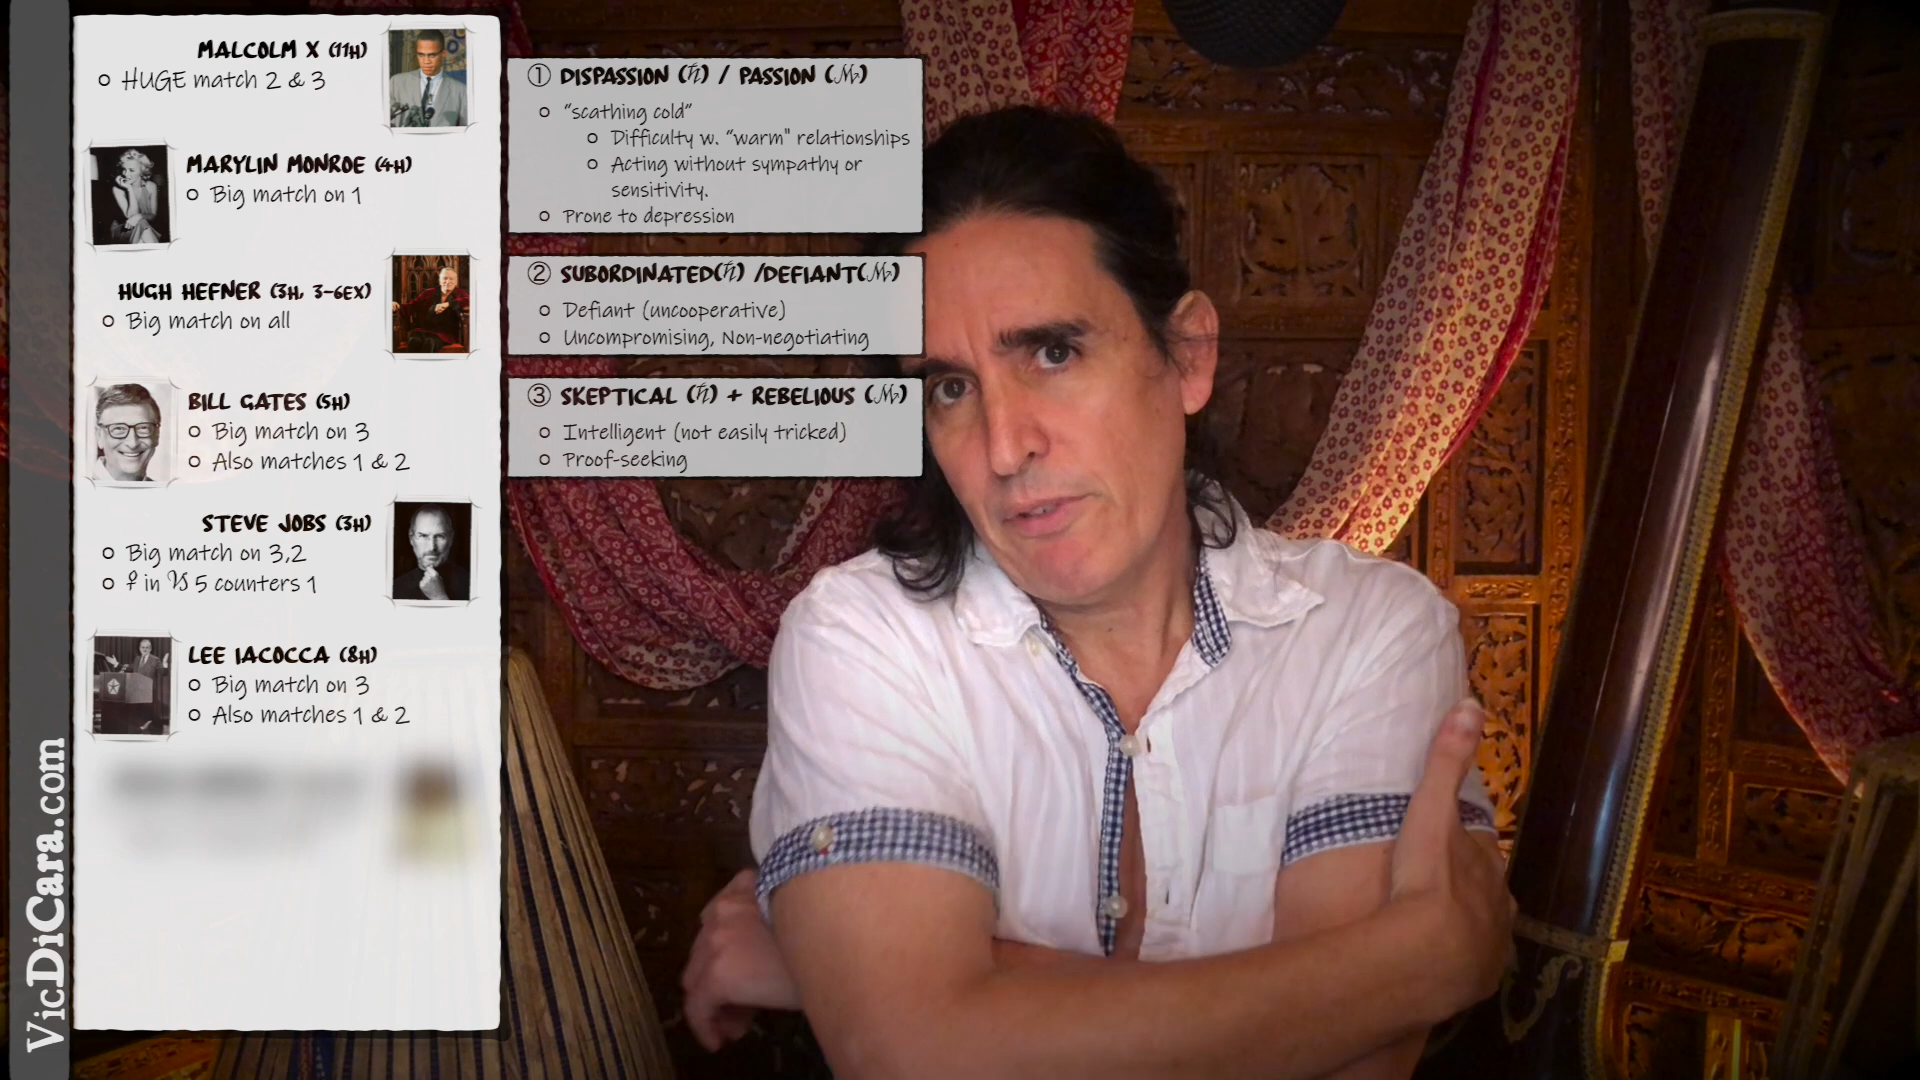 MALCOLM X (11H)
HUGE match 2 & 3
MARYLIN MONROE (4H)
Big match on 1
HUGH HEFNER (3H, 3-6EX)
Big match on all
BILL GATES (5H)
Big match on 3
Also matches 1 & 2
STEVE JOBS (3H)
Big match on 3,2
♀ in ♑ 5 counters 1
LEE IACOCCA (8H)
Big match on 3
Also matches 1 & 2
① DISPASSION (♄) / PASSION (♏)
"scathing cold"
Difficulty w. "warm" relationships
Acting without sympathy or
sensitivity.
Prone to depression
② SUBORDINATED(♄) /DEFIANT(♏)
Defiant (uncooperative)
Uncompromising, Non-negotiating
③ SKEPTICAL (♄) + REBELIOUS (♏)
Intelligent (not easily tricked)
Proof-seeking
VicDiCara.com